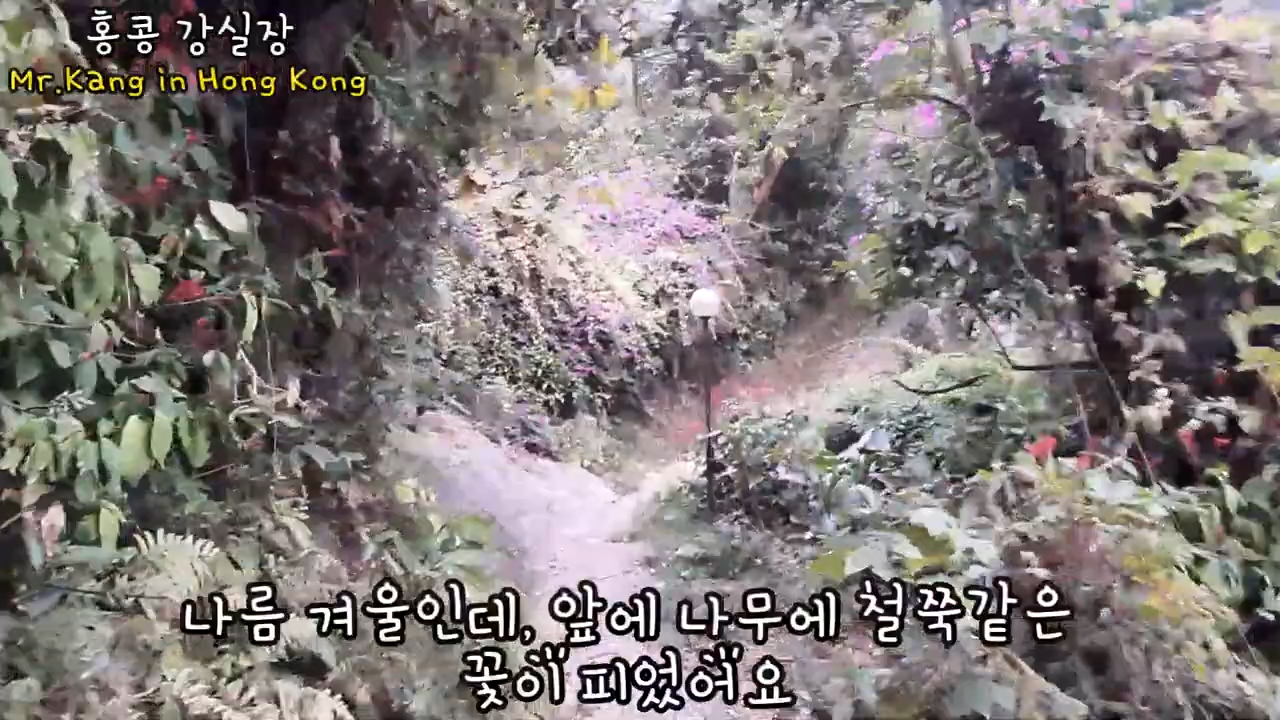 홍콩 강실장
Mr.Kang in Hong Kong
나름 겨울인데, 앞에 나무에 철쭉같은
꽃이 피었어요